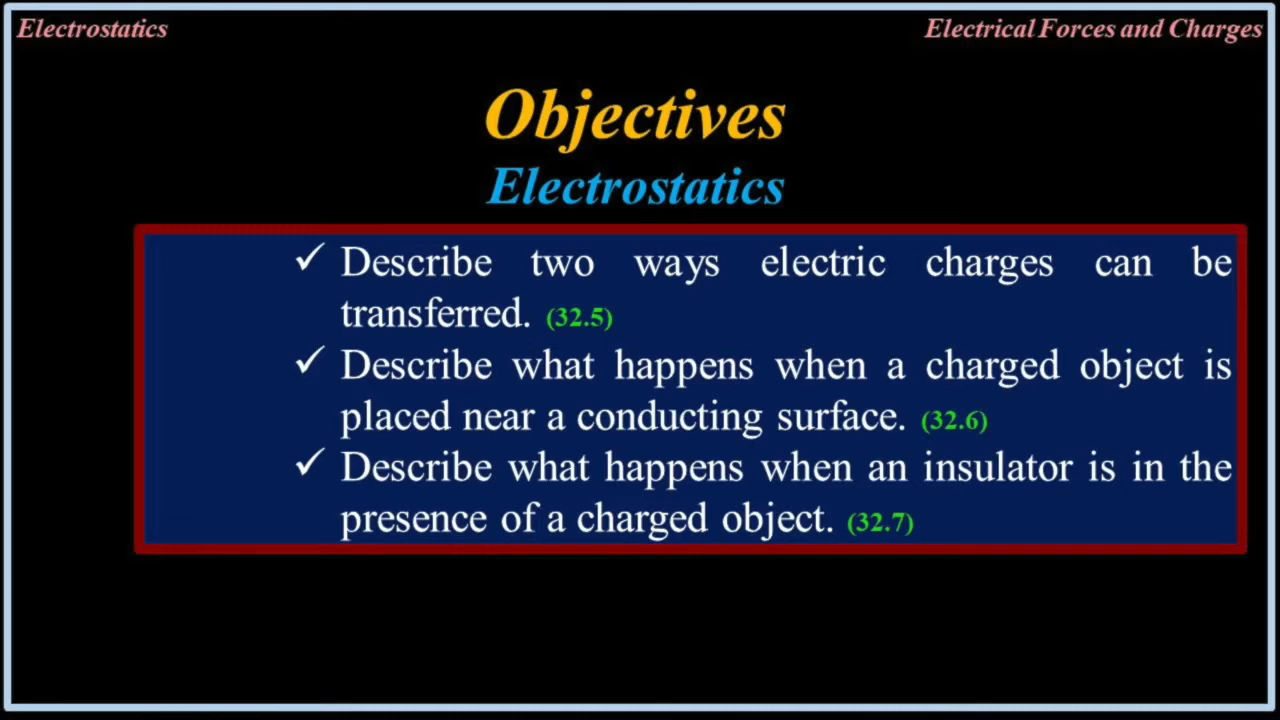 Electrostatics
Electrical Forces and Charges
Objectives
Electrostatics
✓ Describe two ways electric charges can be
transferred. (32.5)
✓ Describe what happens when a charged object is
placed near a conducting surface. (32.6)
✓ Describe what happens when an insulator is in the
presence of a charged object. (32.7)